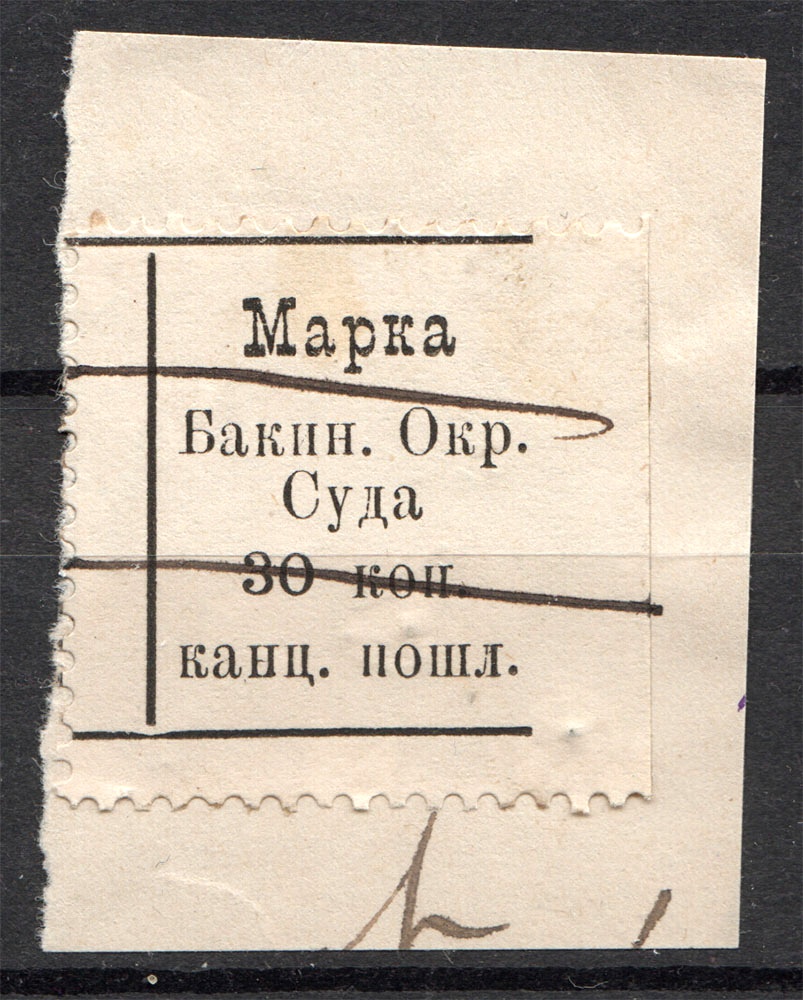 Марка
Бакин. Окр.
Суда
30 коп.
канц. пошл.